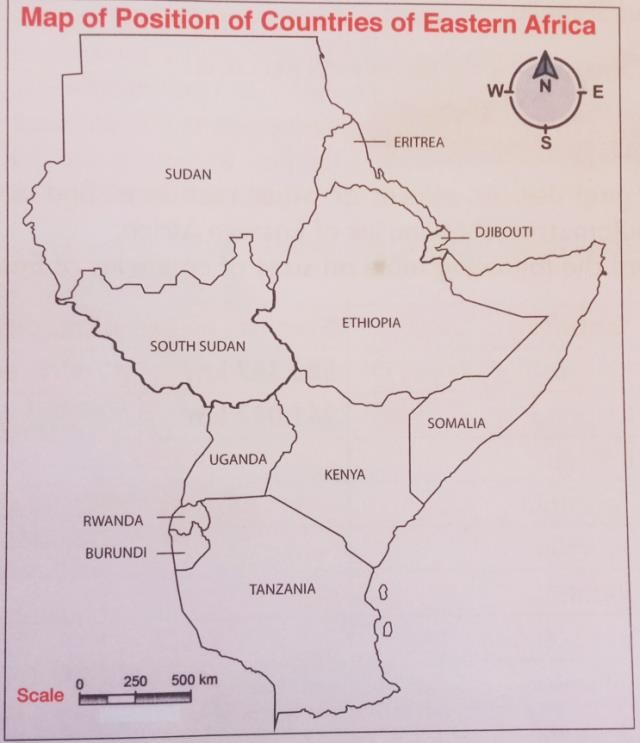 Map of Position of Countries of Eastern Africa
N
W
E
S
ERITREA
SUDAN
DJIBOUTI
ETHIOPIA
SOUTH SUDAN
SOMALIA
UGANDA
KENYA
RWANDA
BURUNDI
TANZANIA
Scale 0 250 500 km